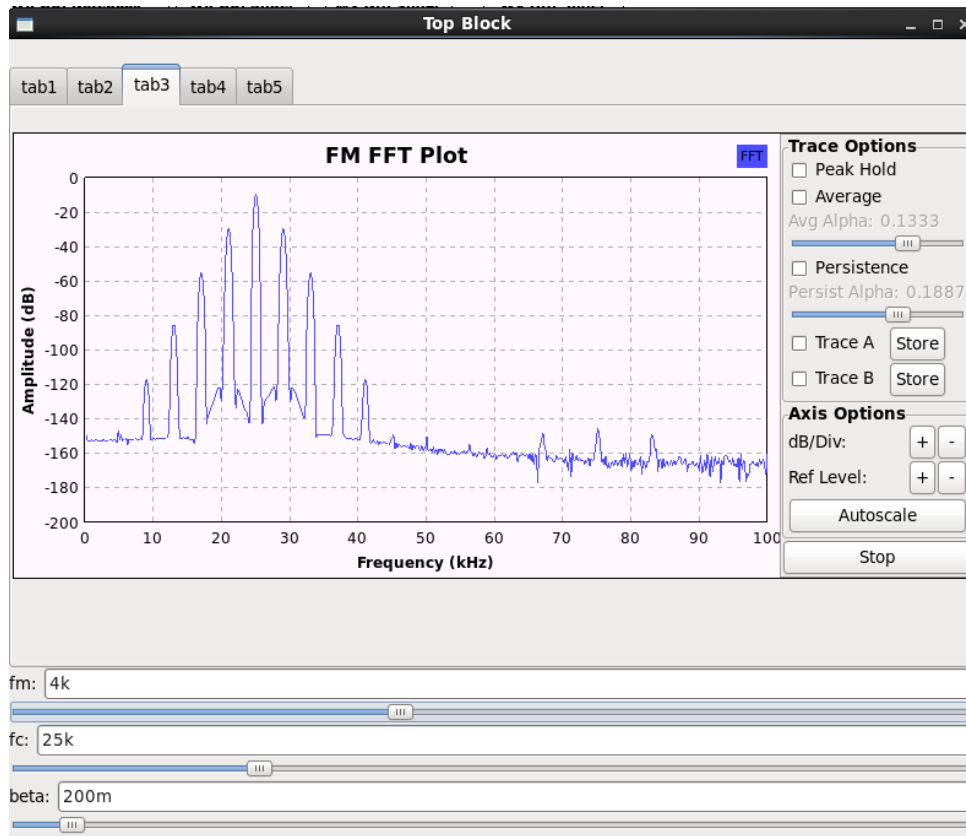 Top Block
tab1 tab2 tab3 tab4 tab5
FM FFT Plot
FFT
Amplitude (dB)
0
-20
-40
-60
-80
-100
-120
-140
-160
-180
-200
0 10 20 30 40 50 60 70 80 90 100
Frequency (kHz)
Trace Options
Peak Hold
Average
Avg Alpha: 0.1333
Persistence
Persist Alpha: 0.1887
Trace A Store
Trace B Store
Axis Options
dB/Div: + -
Ref Level: + -
Autoscale
Stop
fm: 4k
fc: 25k
beta: 200m